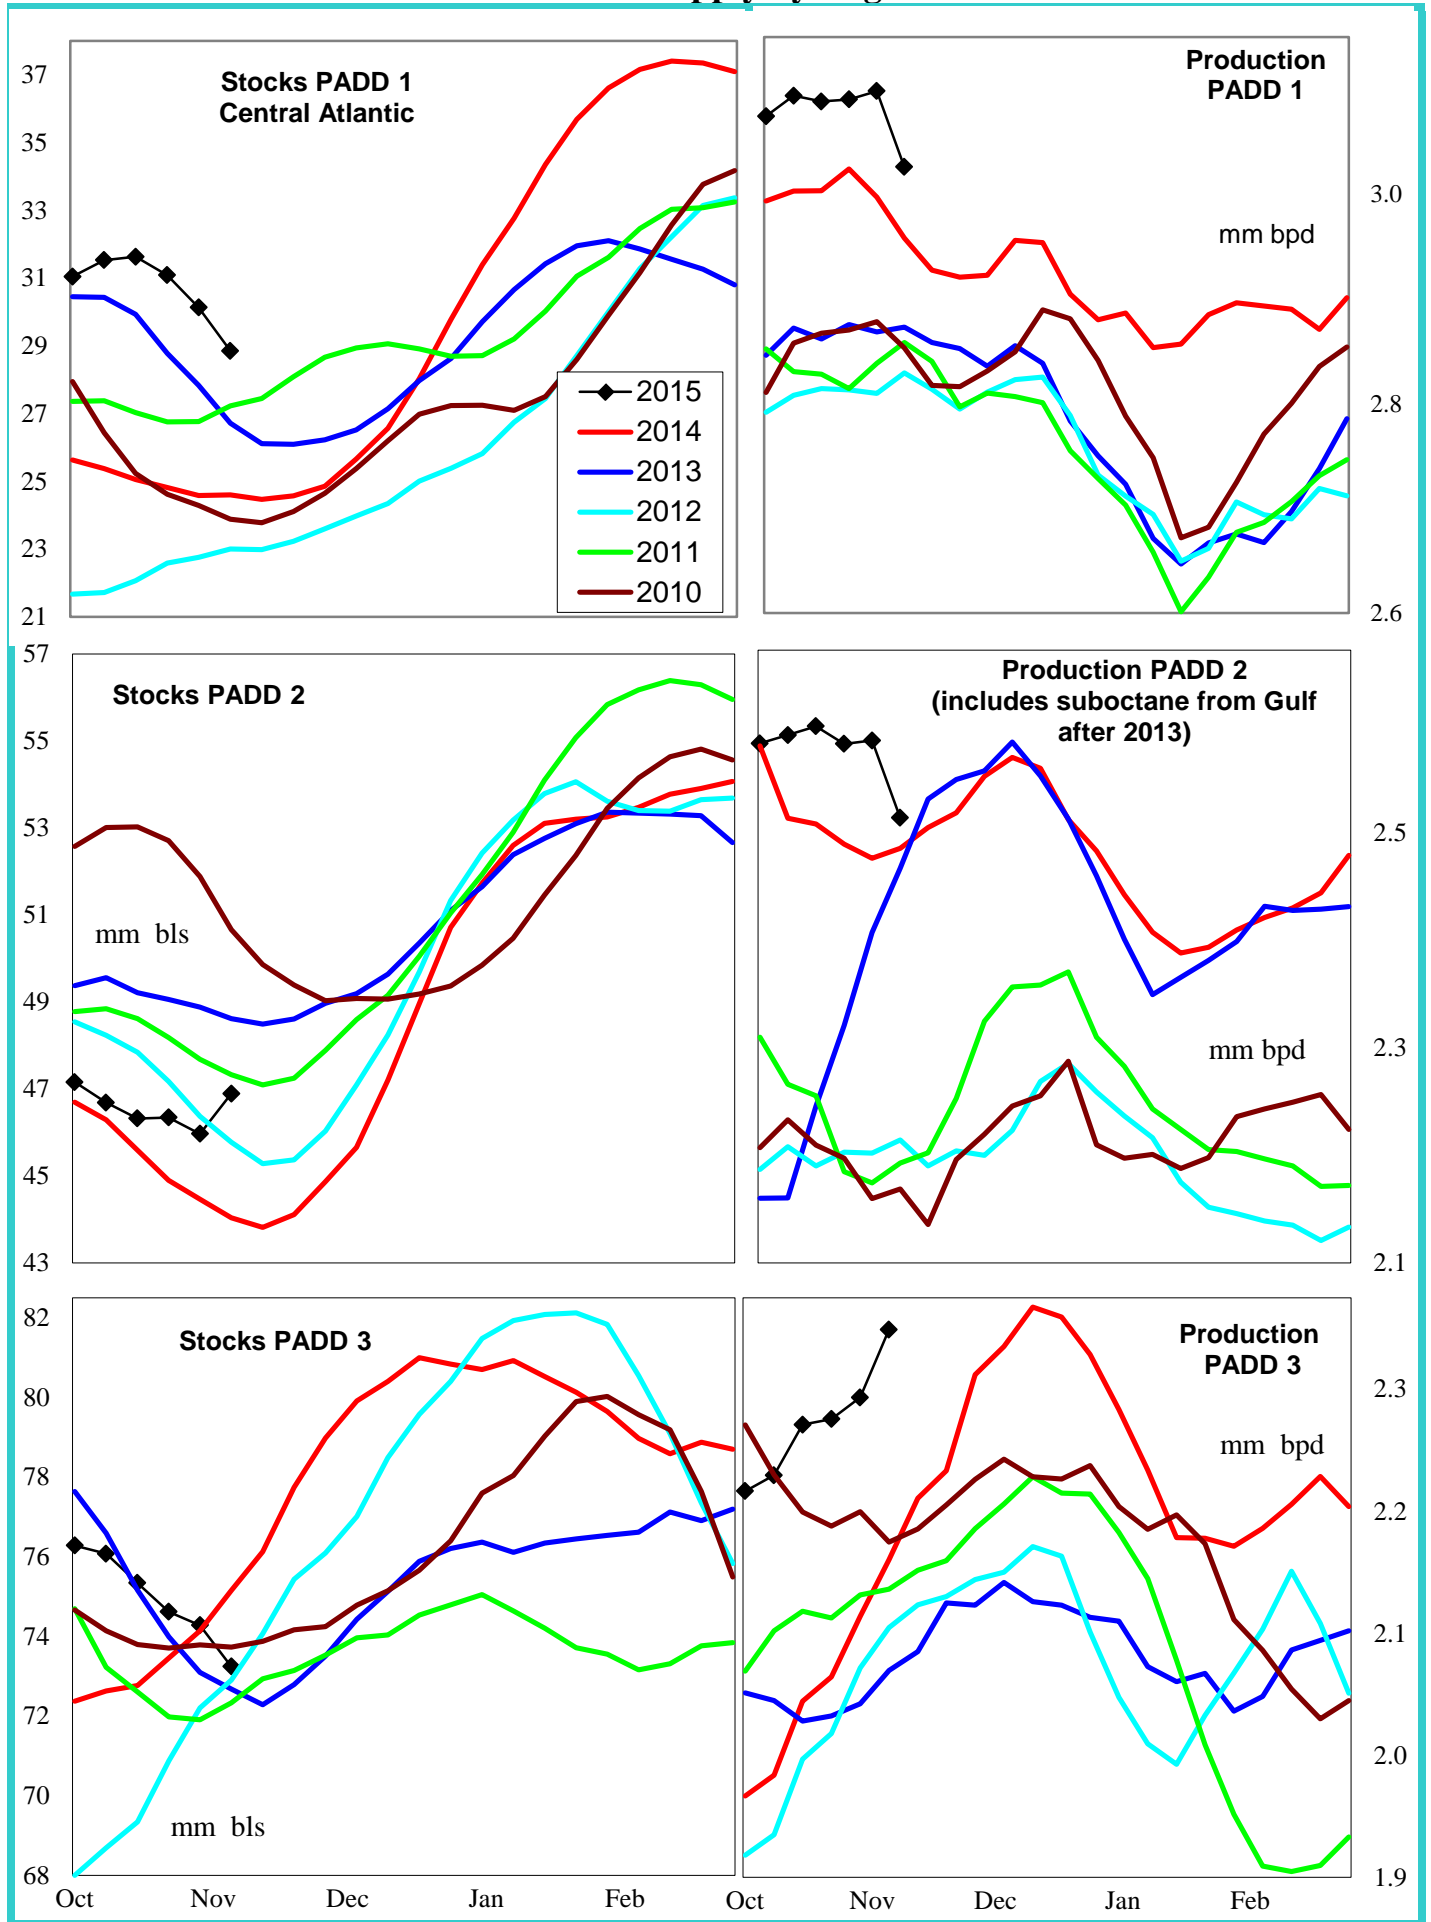 Stocks PADD 1
Central Atlantic
37
35
33
31
29
27
25
23
21
2015
2014
2013
2012
2011
2010
Production
PADD 1
mm bpd
3.0
2.8
2.6
Stocks PADD 2
mm bls
57
55
53
51
49
47
45
43
Production PADD 2
(includes suboctane from Gulf
after 2013)
mm bpd
2.5
2.3
2.1
Stocks PADD 3
mm bls
82
80
78
76
74
72
70
68
Oct Nov Dec Jan Feb
Production
PADD 3
mm bpd
2.3
2.2
2.1
2.0
1.9
Oct Nov Dec Jan Feb